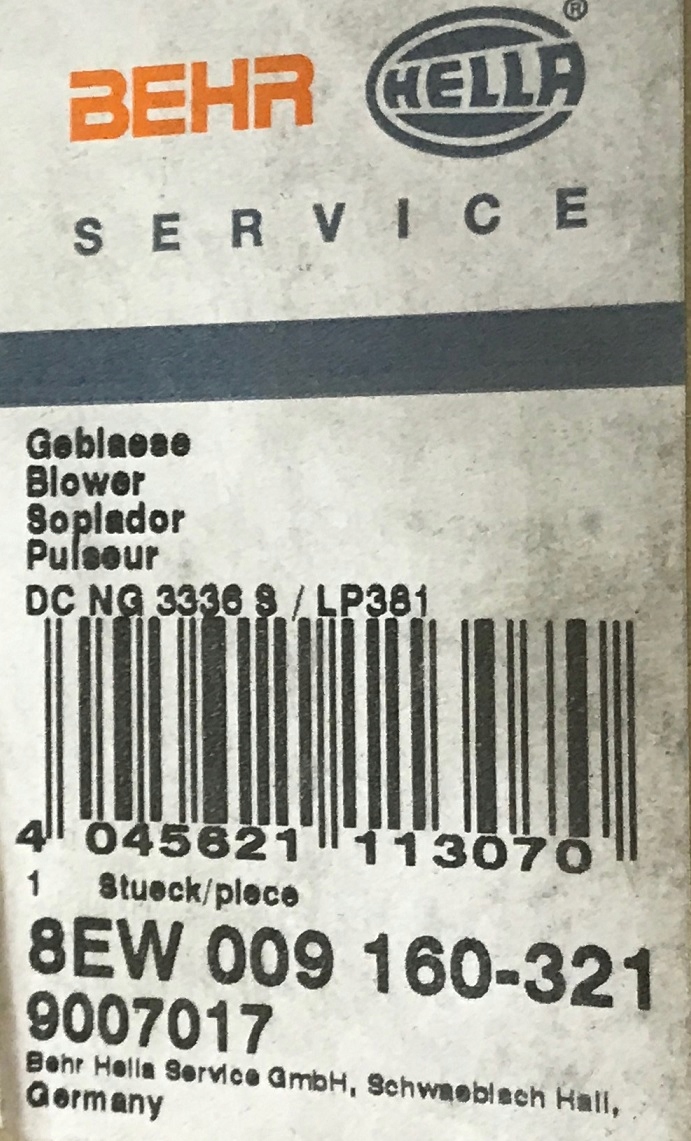 BEHR HELLA ®
SERVICE
Geblaese
Blower
Soplador
Pulseur
DC NG 3336 S / LP381
4 045621 113070
1 Stueck/piece
8EW 009 160-321
9007017
Behr Hella Service GmbH, Schwaebisch Hall,
Germany